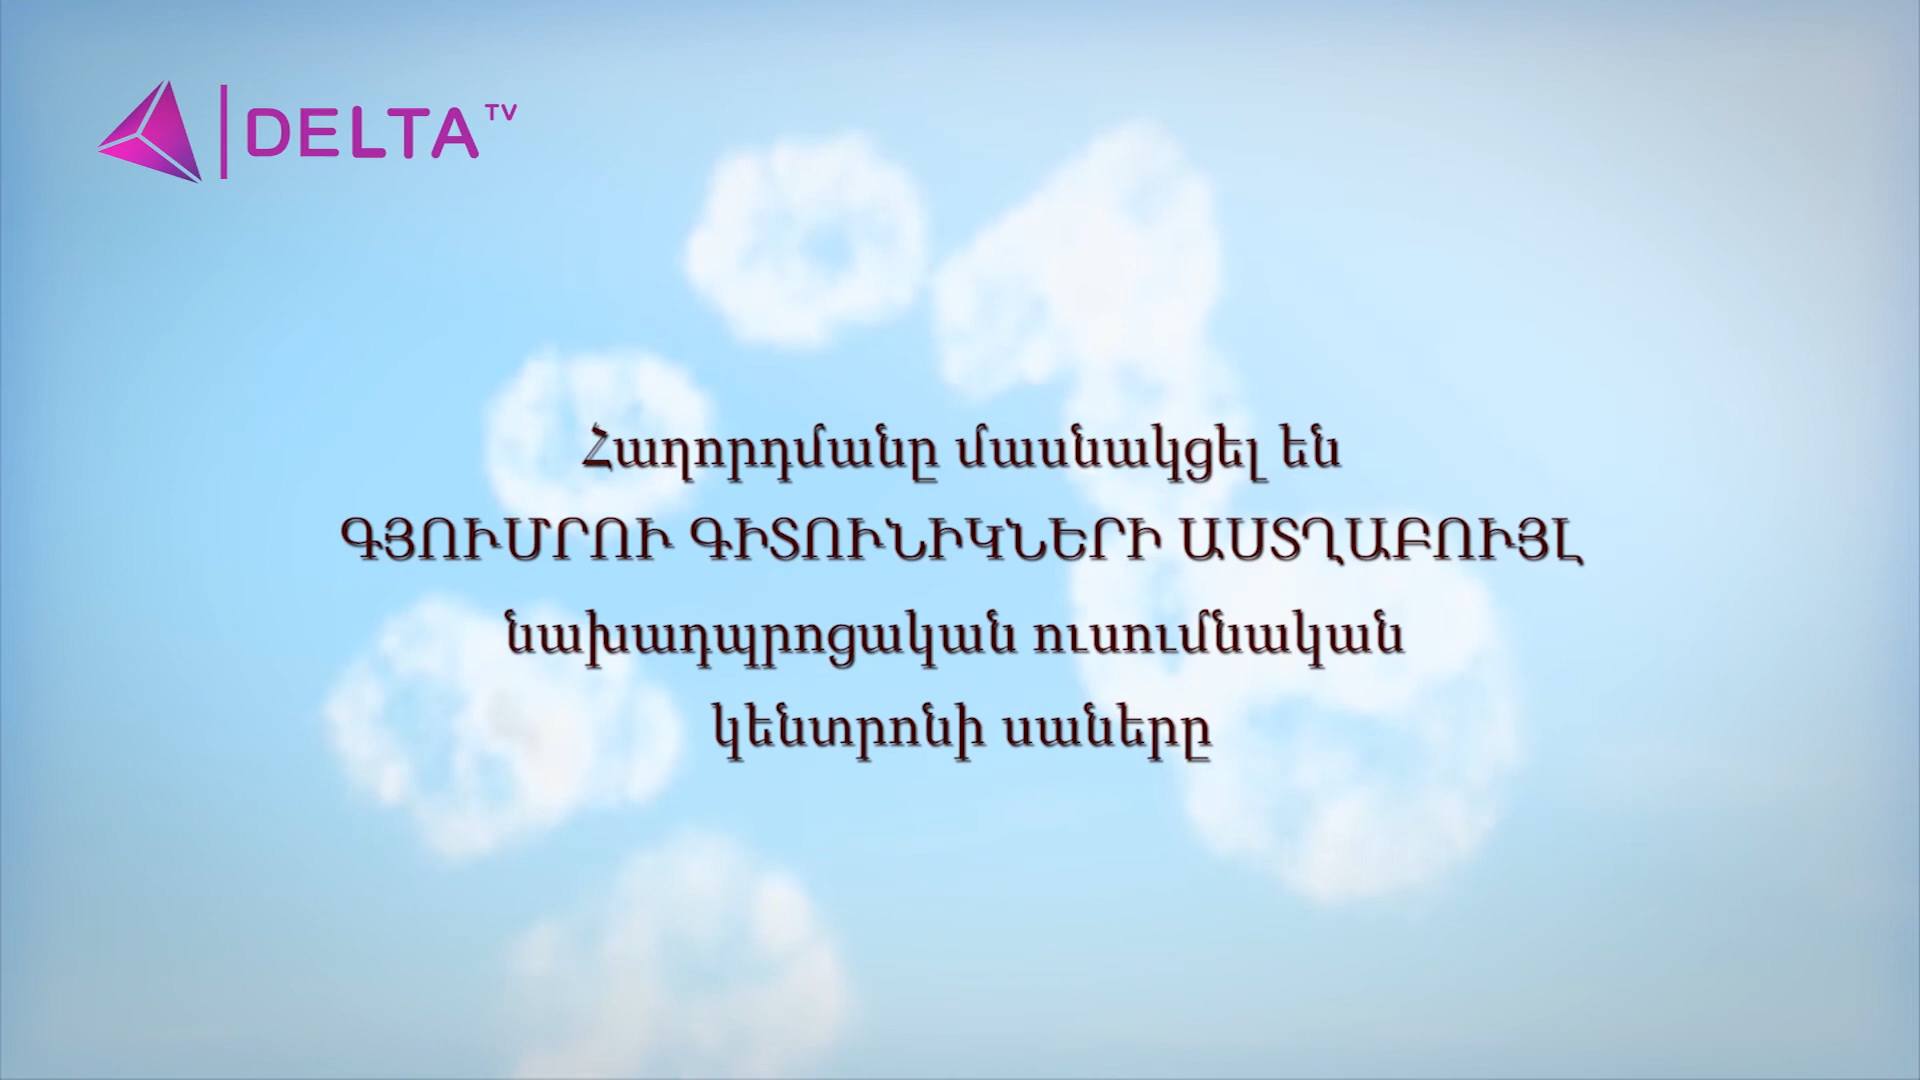 DELTA TV
Հաղորդմանը մասնակցել են
ԳՅՈՒՄՐՈՒ ԳԻՏՈՒՆԻԿՆԵՐԻ ԱՍՏՂԱԲՈՒՅԼ
նախադպրոցական ուսումնական
կենտրոնի սաները